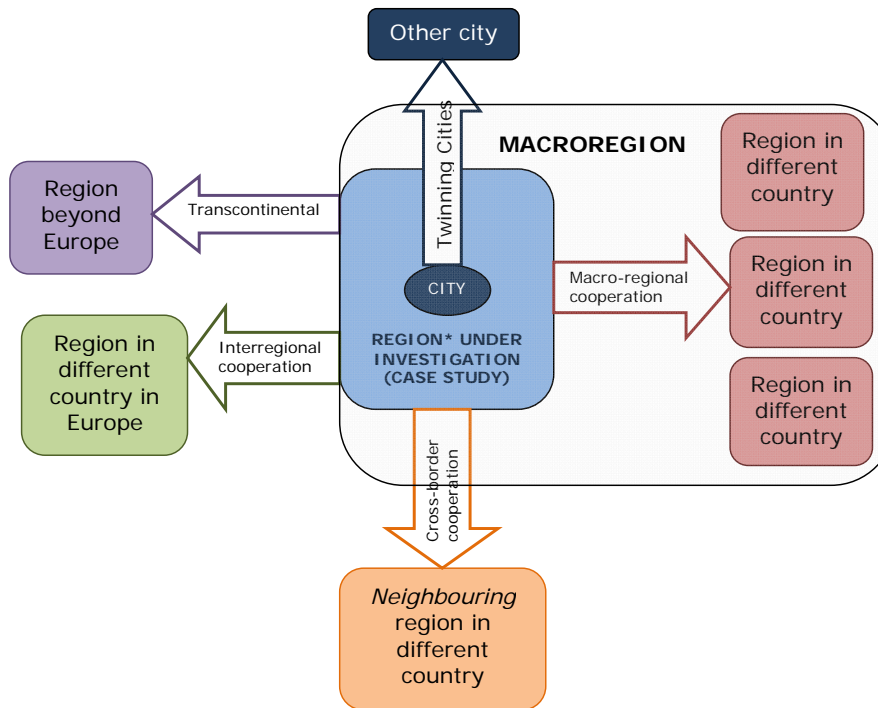 Other city
Twinning Cities
MACROREGION
Region in
different
country
Region
beyond
Europe
Transcontinental
CITY
Macro-regional
cooperation
Region in
different
country
Region in
different
country in
Europe
Interregional
cooperation
REGION* UNDER
INVESTIGATION
(CASE STUDY)
Region in
different
country
Cross-border
cooperation
Neighbouring
region in
different
country